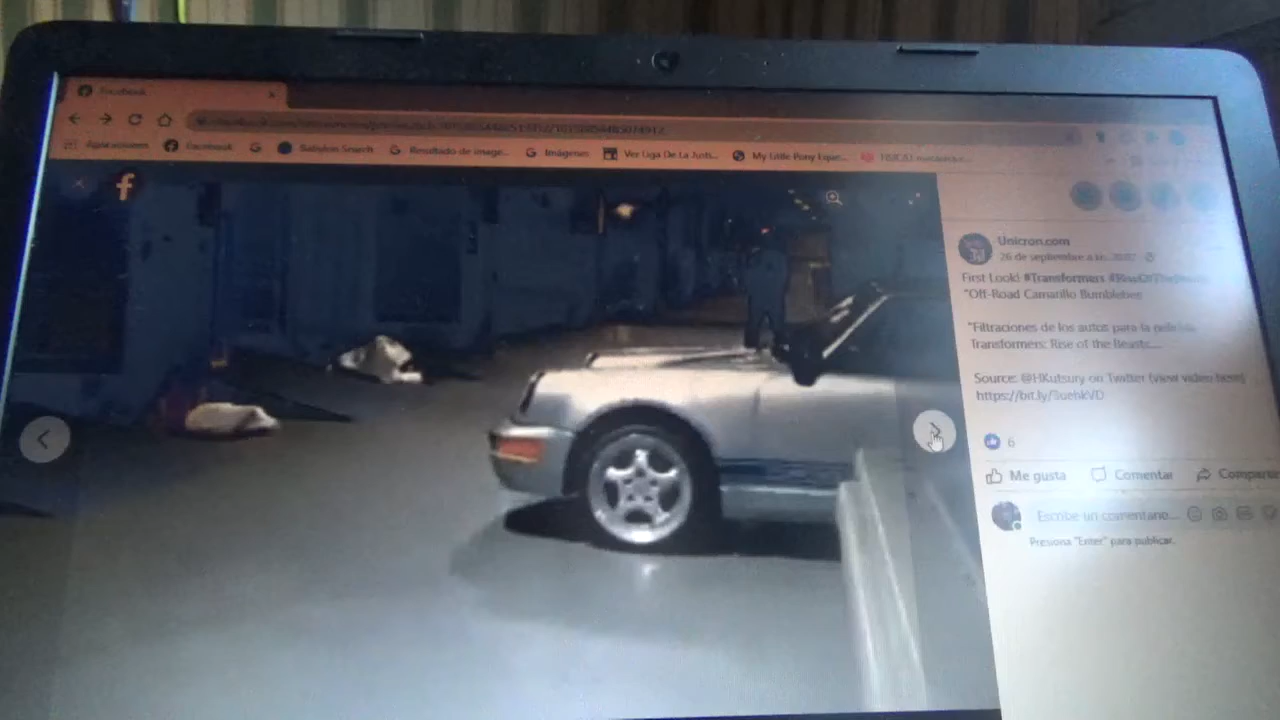 Facebook
Aplicaciones
Facebook
G
Babylon Search
Resultado de image...
Imágenes
Ver Liga De La Justi...
My Little Pony Eque...
f
Unicron.com
26 de septiembre a las
First Look! #Transformers
"Off-Road Camarillo Bumblebee
"Filtraciones de los autos para la película
Transformers: Rise of the Beasts....
Source: @HKutsury on Twitter (view video here)
6
Me gusta
Comentar
Escribe un comentario...
Presiona "Enter" para publicar.